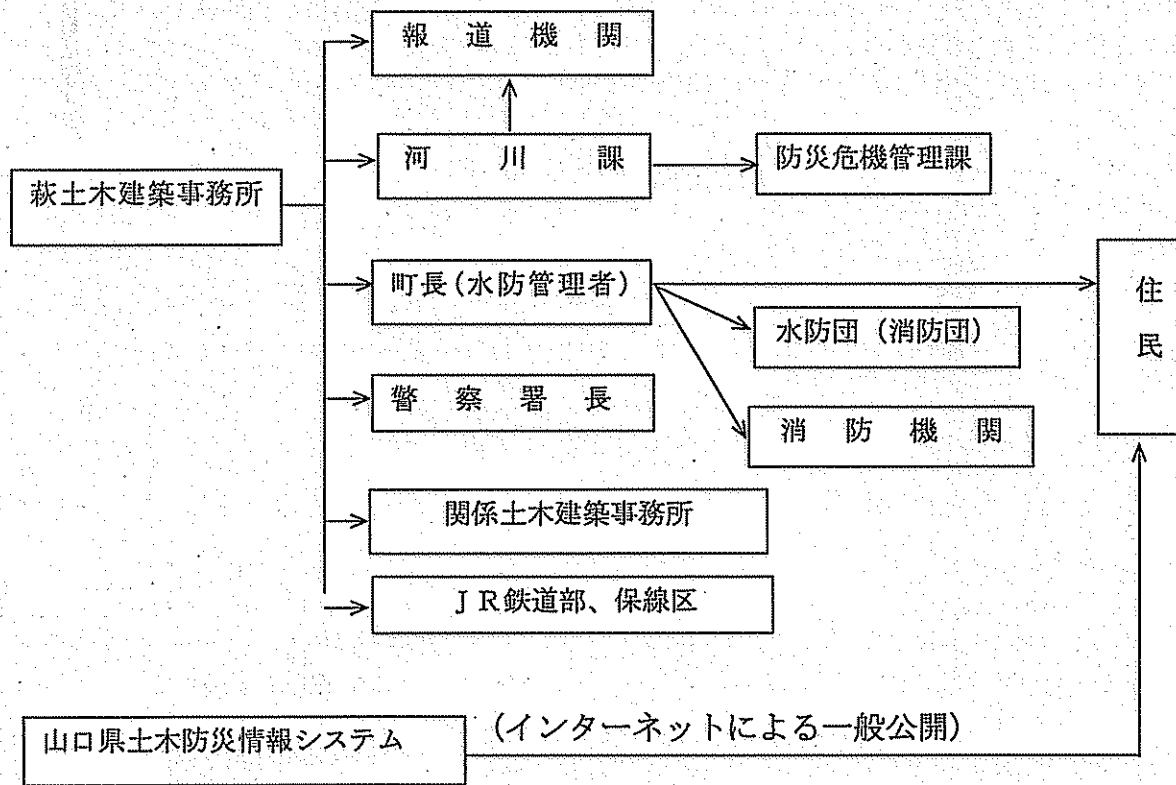 報道機関
河川課
防災危機管理課
萩土木建築事務所
町長（水防管理者）
住民
水防団（消防団）
警察署長
消防機関
関係土木建築事務所
ＪＲ鉄道部、保線区
山口県土木防災情報システム
（インターネットによる一般公開）